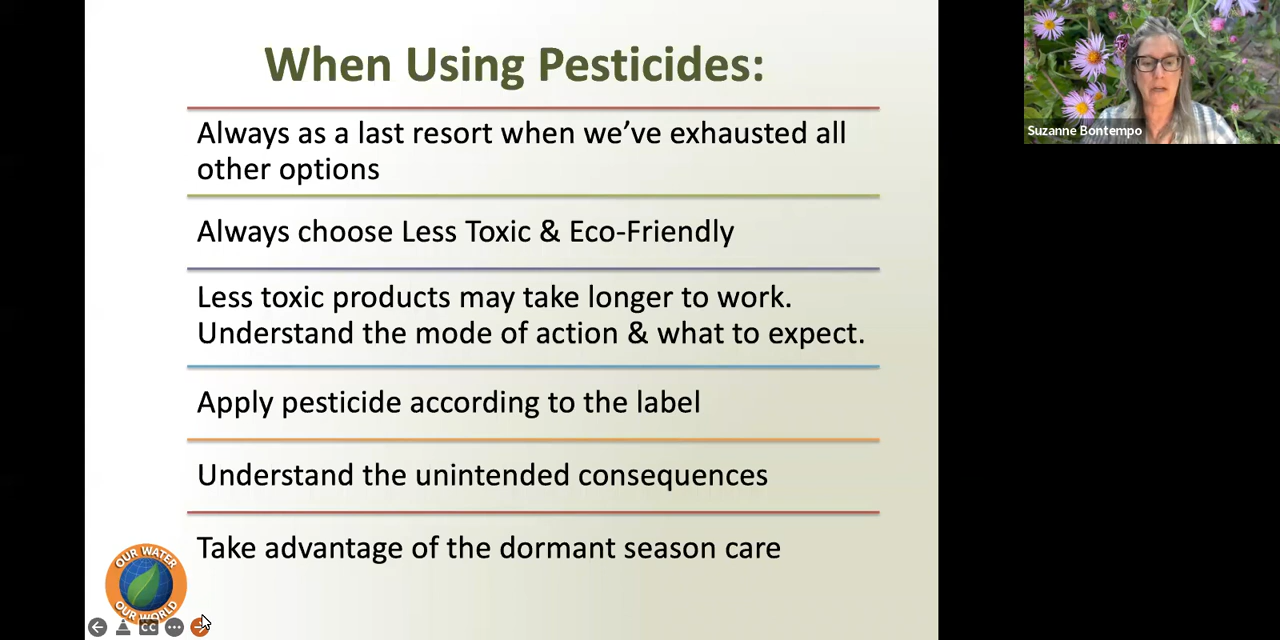 When Using Pesticides:
Always as a last resort when we’ve exhausted all
other options
Always choose Less Toxic & Eco-Friendly
Less toxic products may take longer to work.
Understand the mode of action & what to expect.
Apply pesticide according to the label
Understand the unintended consequences
Take advantage of the dormant season care
OUR WATER
OUR WORLD
CC
Suzanne Bontempo